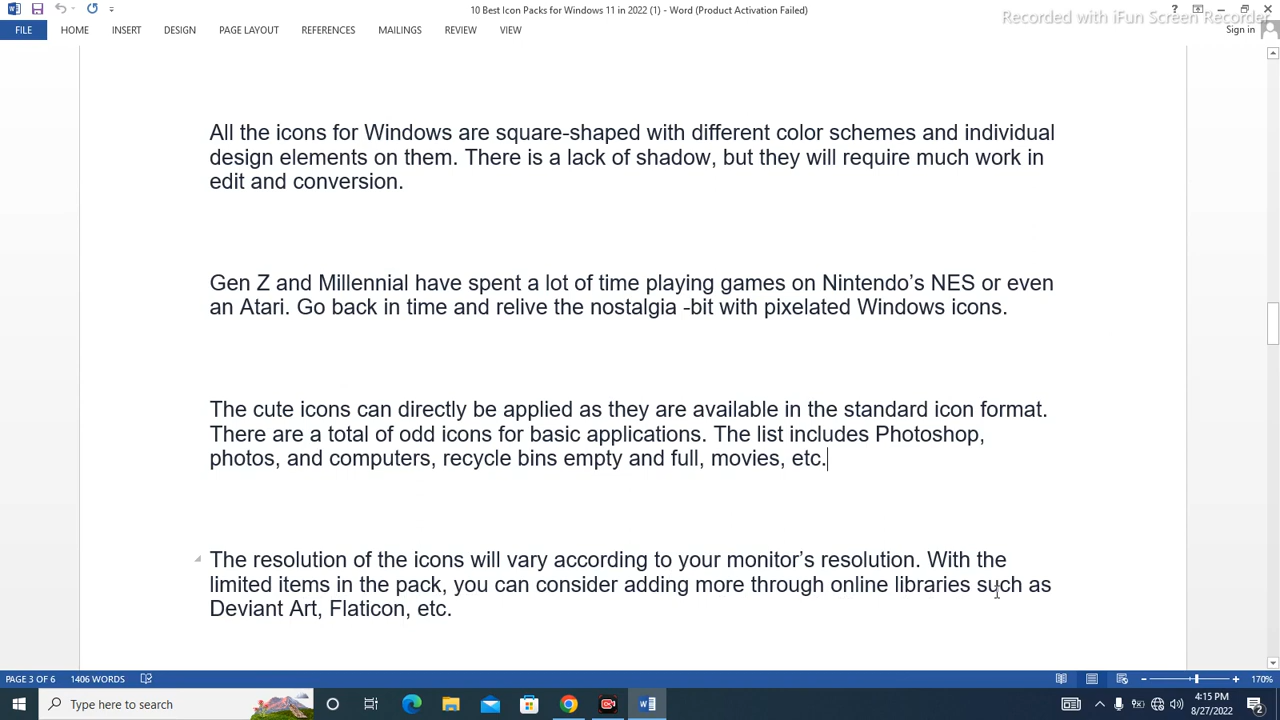 10 Best Icon Packs for Windows 11 in 2022 (1) - Word (Product Activation Failed)
Recorded with iFun Screen Recorder
FILE HOME INSERT DESIGN PAGE LAYOUT REFERENCES MAILINGS REVIEW VIEW Sign in
All the icons for Windows are square-shaped with different color schemes and individual
design elements on them. There is a lack of shadow, but they will require much work in
edit and conversion.
Gen Z and Millennial have spent a lot of time playing games on Nintendo’s NES or even
an Atari. Go back in time and relive the nostalgia -bit with pixelated Windows icons.
The cute icons can directly be applied as they are available in the standard icon format.
There are a total of odd icons for basic applications. The list includes Photoshop,
photos, and computers, recycle bins empty and full, movies, etc.
The resolution of the icons will vary according to your monitor’s resolution. With the
limited items in the pack, you can consider adding more through online libraries such as
Deviant Art, Flaticon, etc.
PAGE 3 OF 6 1406 WORDS 170%
Type here to search
4:15 PM
8/27/2022
2